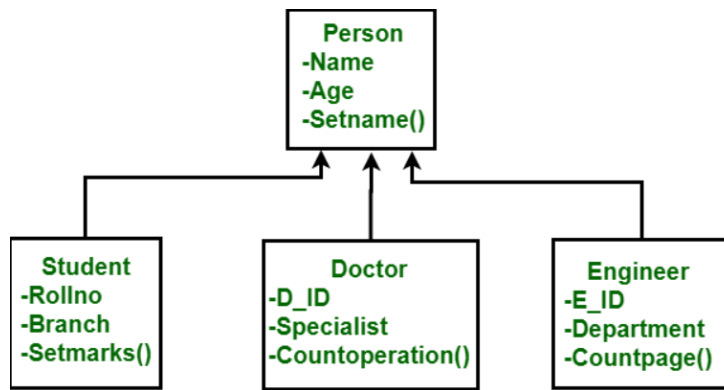 Person
-Name
-Age
-Setname()
Student
-Rollno
-Branch
-Setmarks()
Doctor
-D_ID
-Specialist
-Countoperation()
Engineer
-E_ID
-Department
-Countpage()